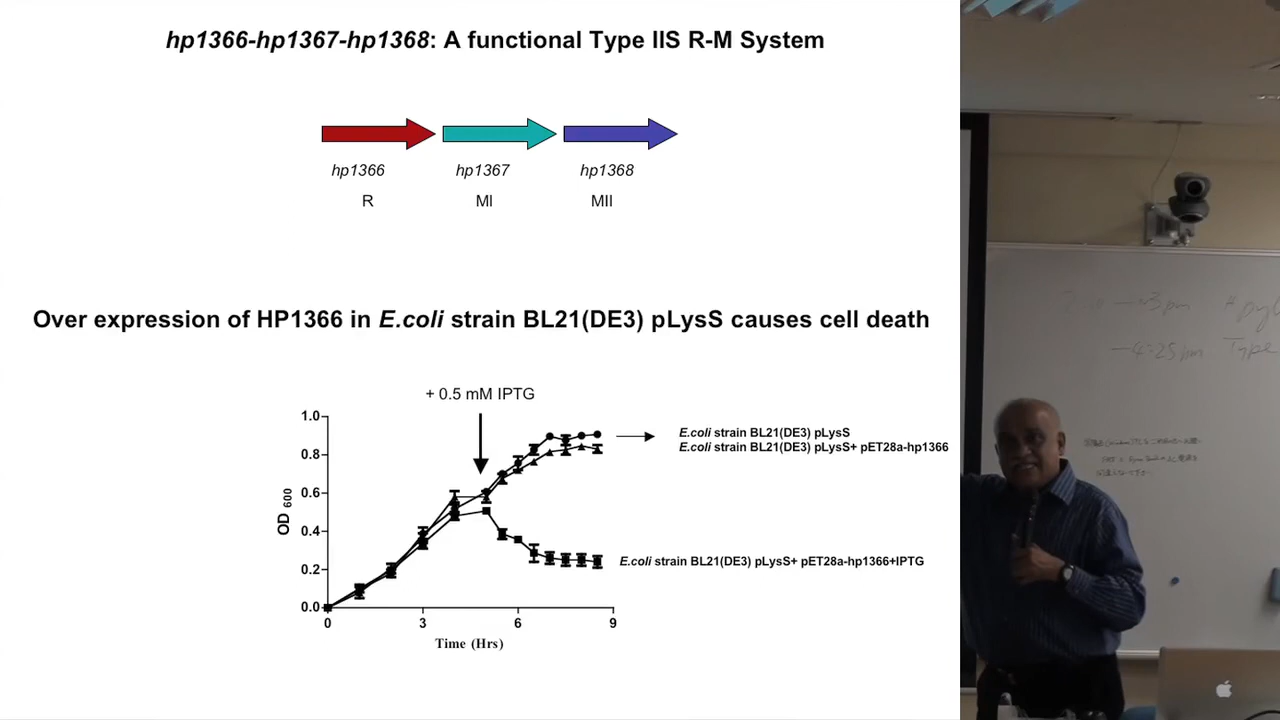 hp1366-hp1367-hp1368: A functional Type IIS R-M System
hp1366
hp1367
hp1368
R
MI
MII
Over expression of HP1366 in E.coli strain BL21(DE3) pLysS causes cell death
+ 0.5 mM IPTG
1.0
0.8
0.6
0.4
0.2
0.0
OD 600
0
3
6
9
Time (Hrs)
E.coli strain BL21(DE3) pLysS
E.coli strain BL21(DE3) pLysS+ pET28a-hp1366
E.coli strain BL21(DE3) pLysS+ pET28a-hp1366+IPTG
4:25pm Type